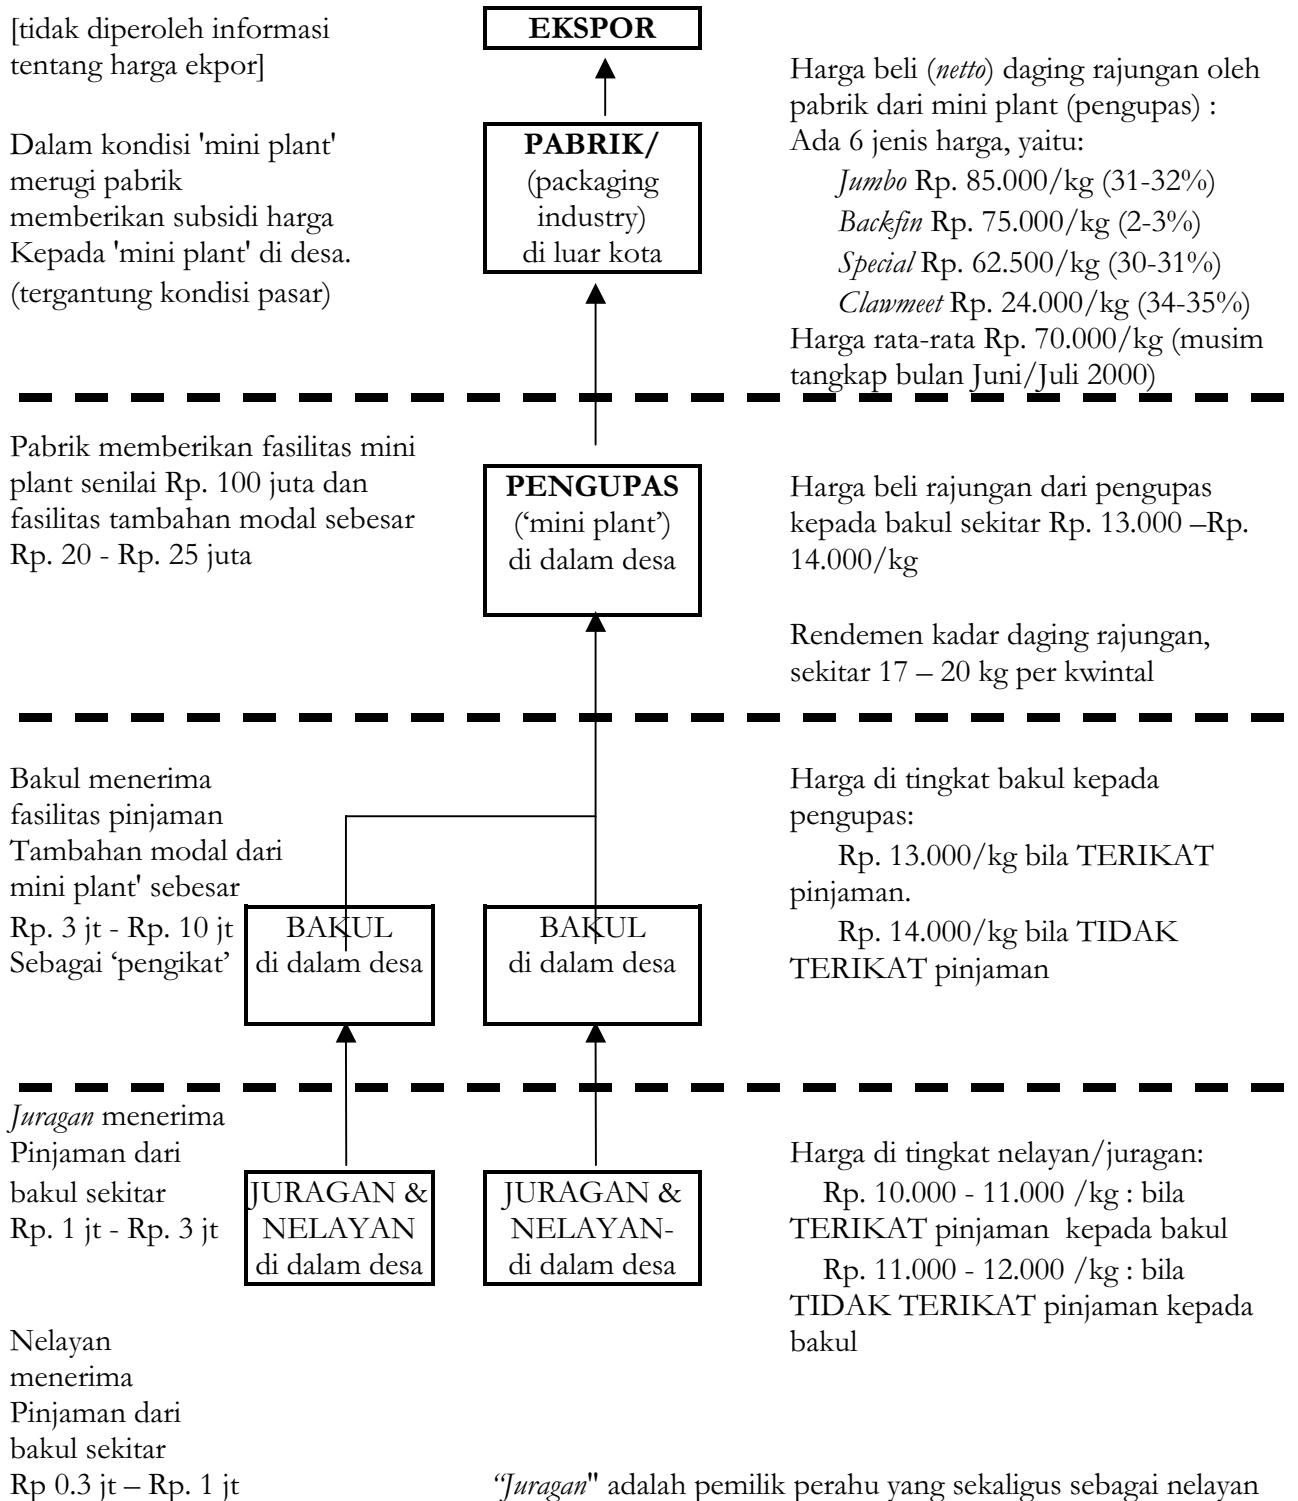 [tidak diperoleh informasi
tentang harga ekpor]
EKSPOR
Harga beli (netto) daging rajungan oleh
pabrik dari mini plant (pengupas) :
Ada 6 jenis harga, yaitu:
Jumbo Rp. 85.000/kg (31-32%)
Backfin Rp. 75.000/kg (2-3%)
Special Rp. 62.500/kg (30-31%)
Clawmeet Rp. 24.000/kg (34-35%)
Harga rata-rata Rp. 70.000/kg (musim
tangkap bulan Juni/Juli 2000)
Dalam kondisi 'mini plant'
merugi pabrik
memberikan subsidi harga
Kepada 'mini plant' di desa.
(tergantung kondisi pasar)
PABRIK/
(packaging
industry)
di luar kota
Pabrik memberikan fasilitas mini
plant senilai Rp. 100 juta dan
fasilitas tambahan modal sebesar
Rp. 20 - Rp. 25 juta
PENGUPAS
(‘mini plant’)
di dalam desa
Harga beli rajungan dari pengupas
kepada bakul sekitar Rp. 13.000 –Rp.
14.000/kg
Rendemen kadar daging rajungan,
sekitar 17 – 20 kg per kwintal
Bakul menerima
fasilitas pinjaman
Tambahan modal dari
mini plant' sebesar
Rp. 3 jt - Rp. 10 jt
Sebagai ‘pengikat’
BAKUL
di dalam desa
BAKUL
di dalam desa
Harga di tingkat bakul kepada
pengupas:
Rp. 13.000/kg bila TERIKAT
pinjaman.
Rp. 14.000/kg bila TIDAK
TERIKAT pinjaman
Juragan menerima
Pinjaman dari
bakul sekitar
Rp. 1 jt - Rp. 3 jt
JURAGAN &
NELAYAN
di dalam desa
JURAGAN &
NELAYAN-
di dalam desa
Harga di tingkat nelayan/juragan:
Rp. 10.000 - 11.000 /kg : bila
TERIKAT pinjaman  kepada bakul
Rp. 11.000 - 12.000 /kg : bila
TIDAK TERIKAT pinjaman kepada
bakul
Nelayan
menerima
Pinjaman dari
bakul sekitar
Rp 0.3 jt – Rp. 1 jt
“Juragan" adalah pemilik perahu yang sekaligus sebagai nelayan